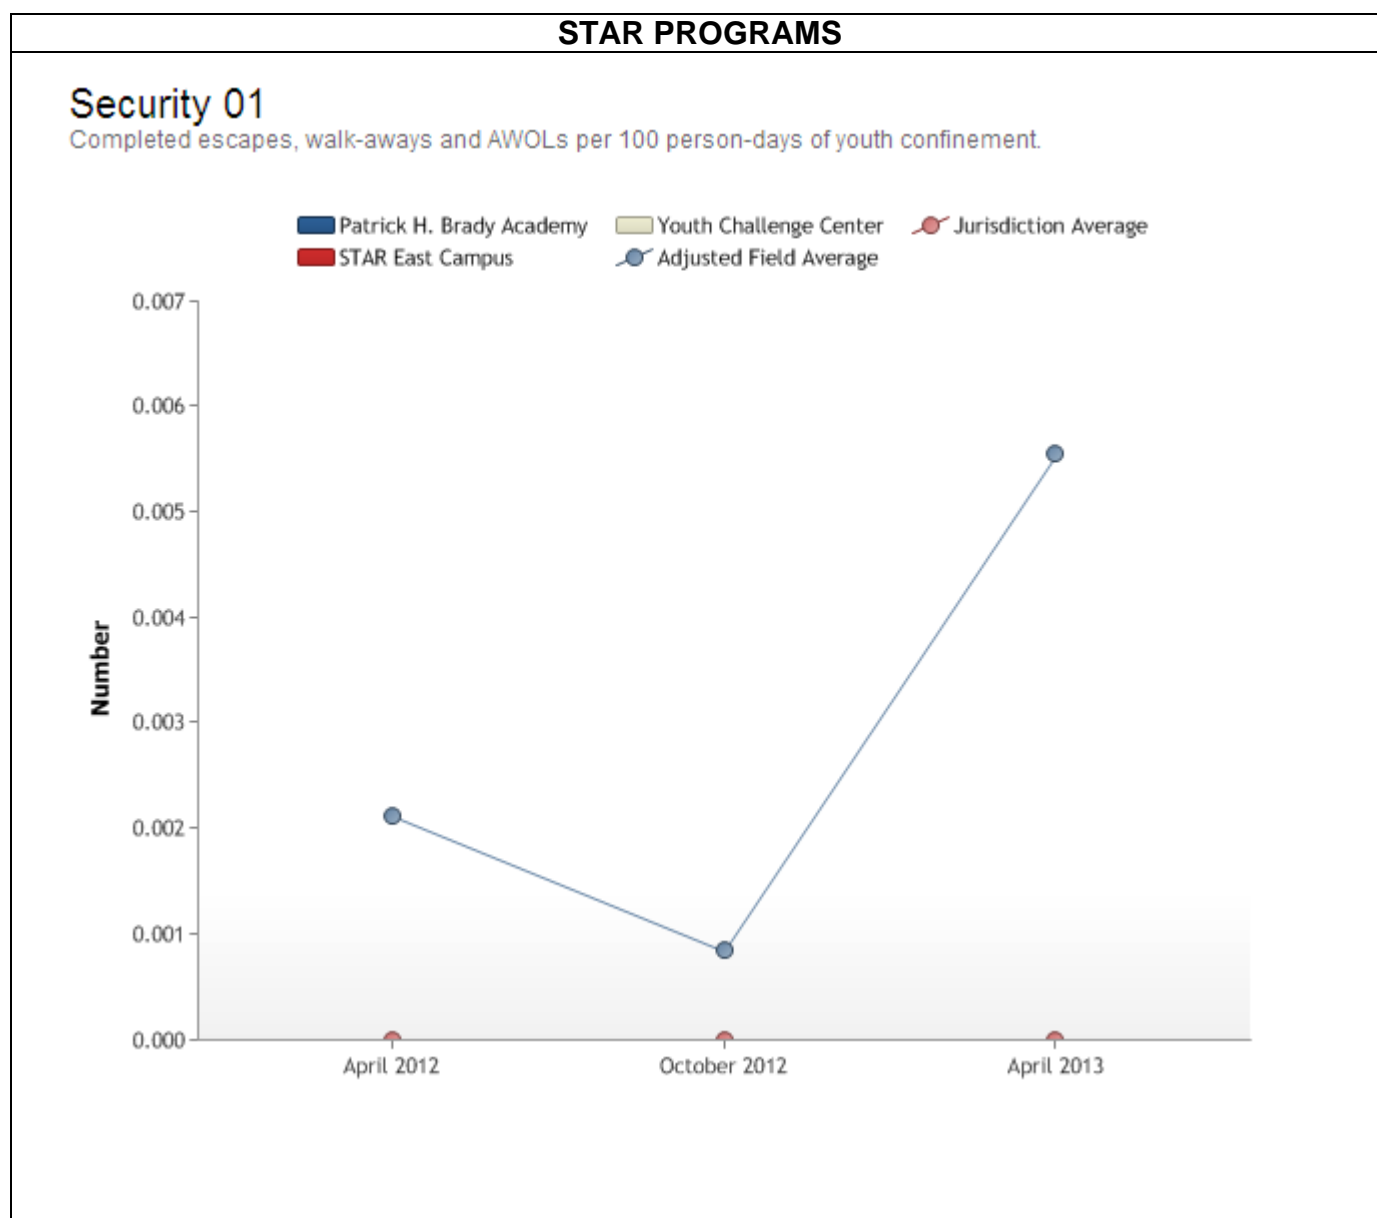 STAR PROGRAMS
Security 01
Completed escapes, walk-aways and AWOLs per 100 person-days of youth confinement.
Patrick H. Brady Academy Youth Challenge Center Jurisdiction Average
STAR East Campus Adjusted Field Average
0.007
0.006
0.005
0.004
Number
0.003
0.002
0.001
0.000
April 2012 October 2012 April 2013